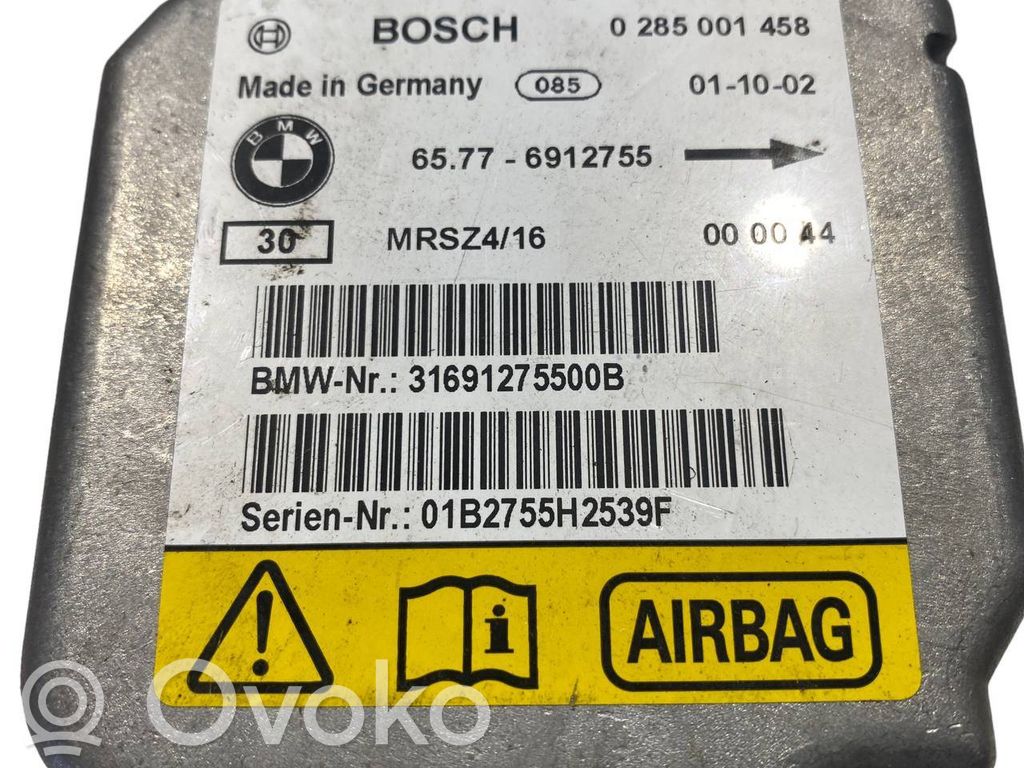 BOSCH 0 285 001 458
Made in Germany 085 01-10-02
BMW
65.77 - 6912755
30 MRSZ4/16 00 00 44
BMW-Nr.: 31691275500B
Serien-Nr.: 01B2755H2539F
! i AIRBAG
Ovoko